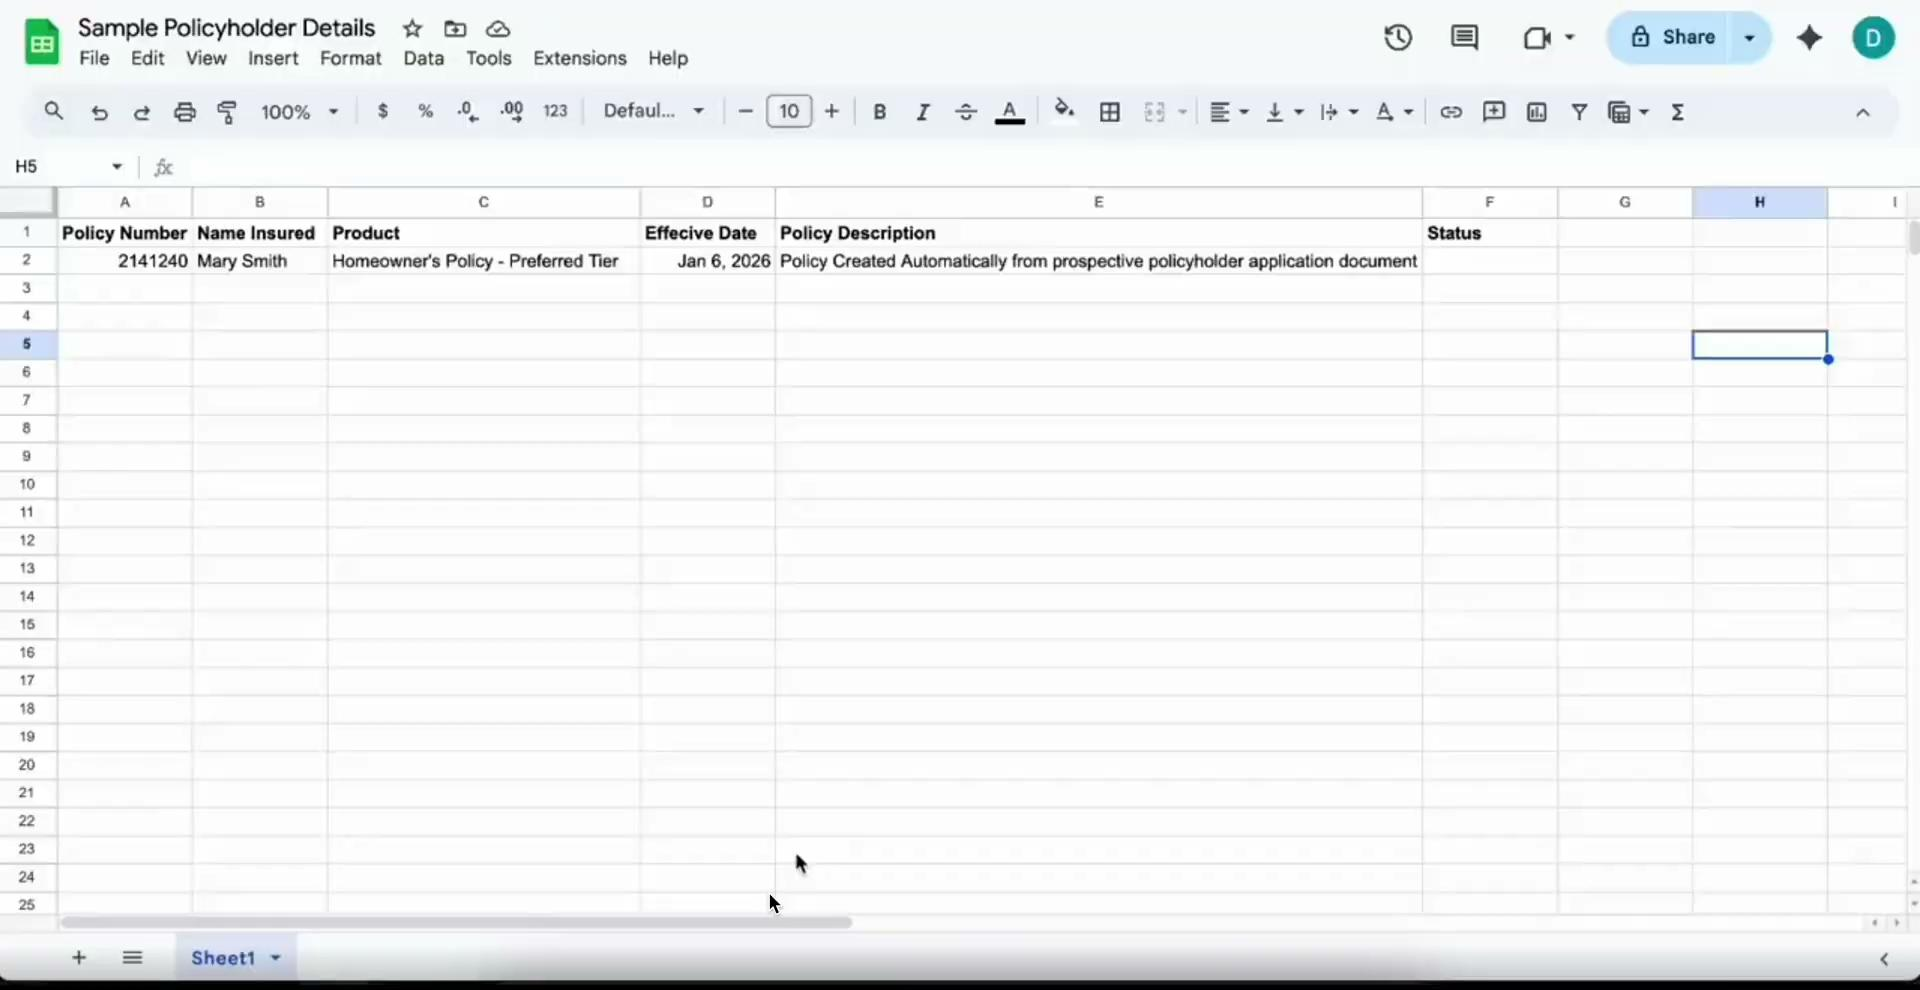 Sample Policyholder Details
File Edit View Insert Format Data Tools Extensions Help
Share
D
100% $ % .0 .00 123 Defaul... 10 B I A A Σ
H5 fx
A B C D E F G H I
1 Policy Number Name Insured Product Effecive Date Policy Description Status
2 2141240 Mary Smith Homeowner's Policy - Preferred Tier Jan 6, 2026 Policy Created Automatically from prospective policyholder application document
3
4
5
6
7
8
9
10
11
12
13
14
15
16
17
18
19
20
21
22
23
24
25
Sheet1